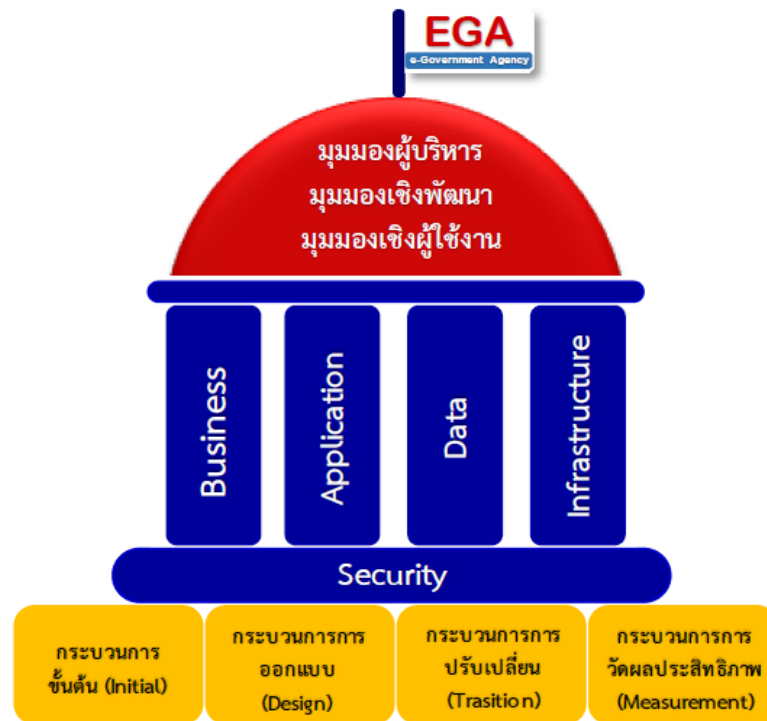 EGA
e-Government Agency
มุมมองผู้บริหาร
มุมมองเชิงพัฒนา
มุมมองเชิงผู้ใช้งาน
Business
Application
Data
Infrastructure
Security
กระบวนการ
ขั้นต้น (Initial)
กระบวนการการ
ออกแบบ
(Design)
กระบวนการการ
ปรับเปลี่ยน
(Trasition)
กระบวนการการ
วัดผลประสิทธิภาพ
(Measurement)